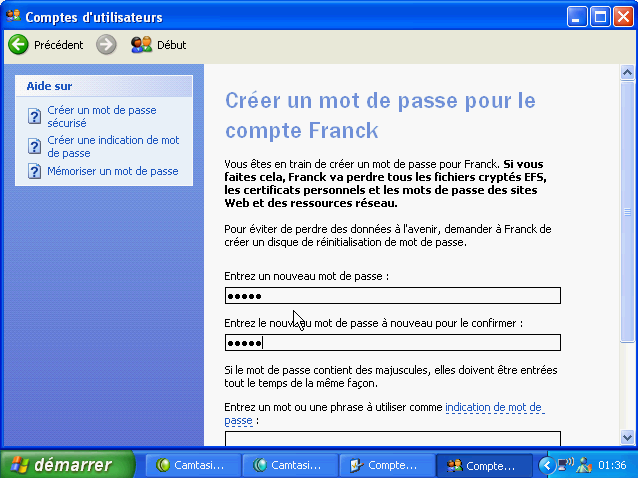 Comptes d'utilisateurs
Précédent
Début
Aide sur
Créer un mot de passe
sécurisé
Créer une indication de mot
de passe
Mémoriser un mot de passe
Créer un mot de passe pour le
compte Franck
Vous êtes en train de créer un mot de passe pour Franck. Si vous
faites cela, Franck va perdre tous les fichiers cryptés EFS,
les certificats personnels et les mots de passe des sites
Web et des ressources réseau.
Pour éviter de perdre des données à l'avenir, demander à Franck de
créer un disque de réinitialisation de mot de passe.
Entrez un nouveau mot de passe :
●●●●●
Entrez le nouveau mot de passe à nouveau pour le confirmer :
●●●●●
Si le mot de passe contient des majuscules, elles doivent être entrées
tout le temps de la même façon.
Entrez un mot ou une phrase à utiliser comme indication de mot de
passe :
démarrer
Camtasi...
Camtasi...
Compte...
Compte...
01:36